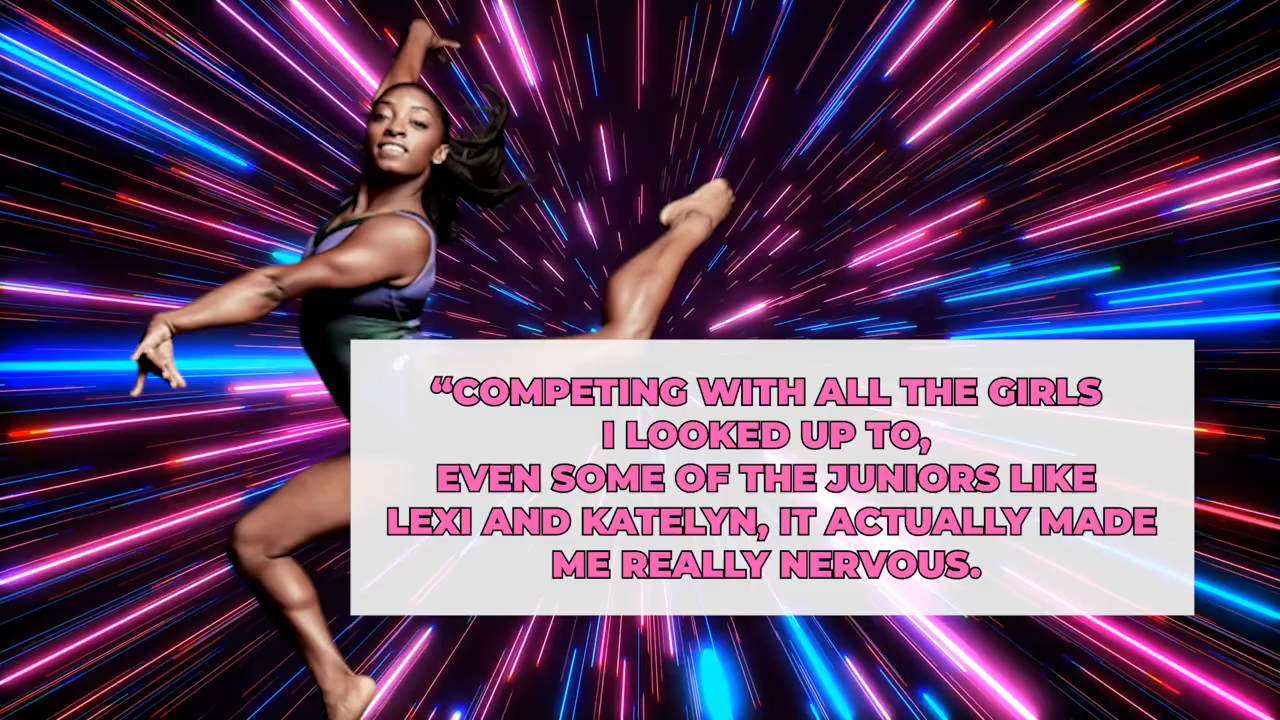 “COMPETING WITH ALL THE GIRLS
I LOOKED UP TO,
EVEN SOME OF THE JUNIORS LIKE
LEXI AND KATELYN, IT ACTUALLY MADE
ME REALLY NERVOUS.